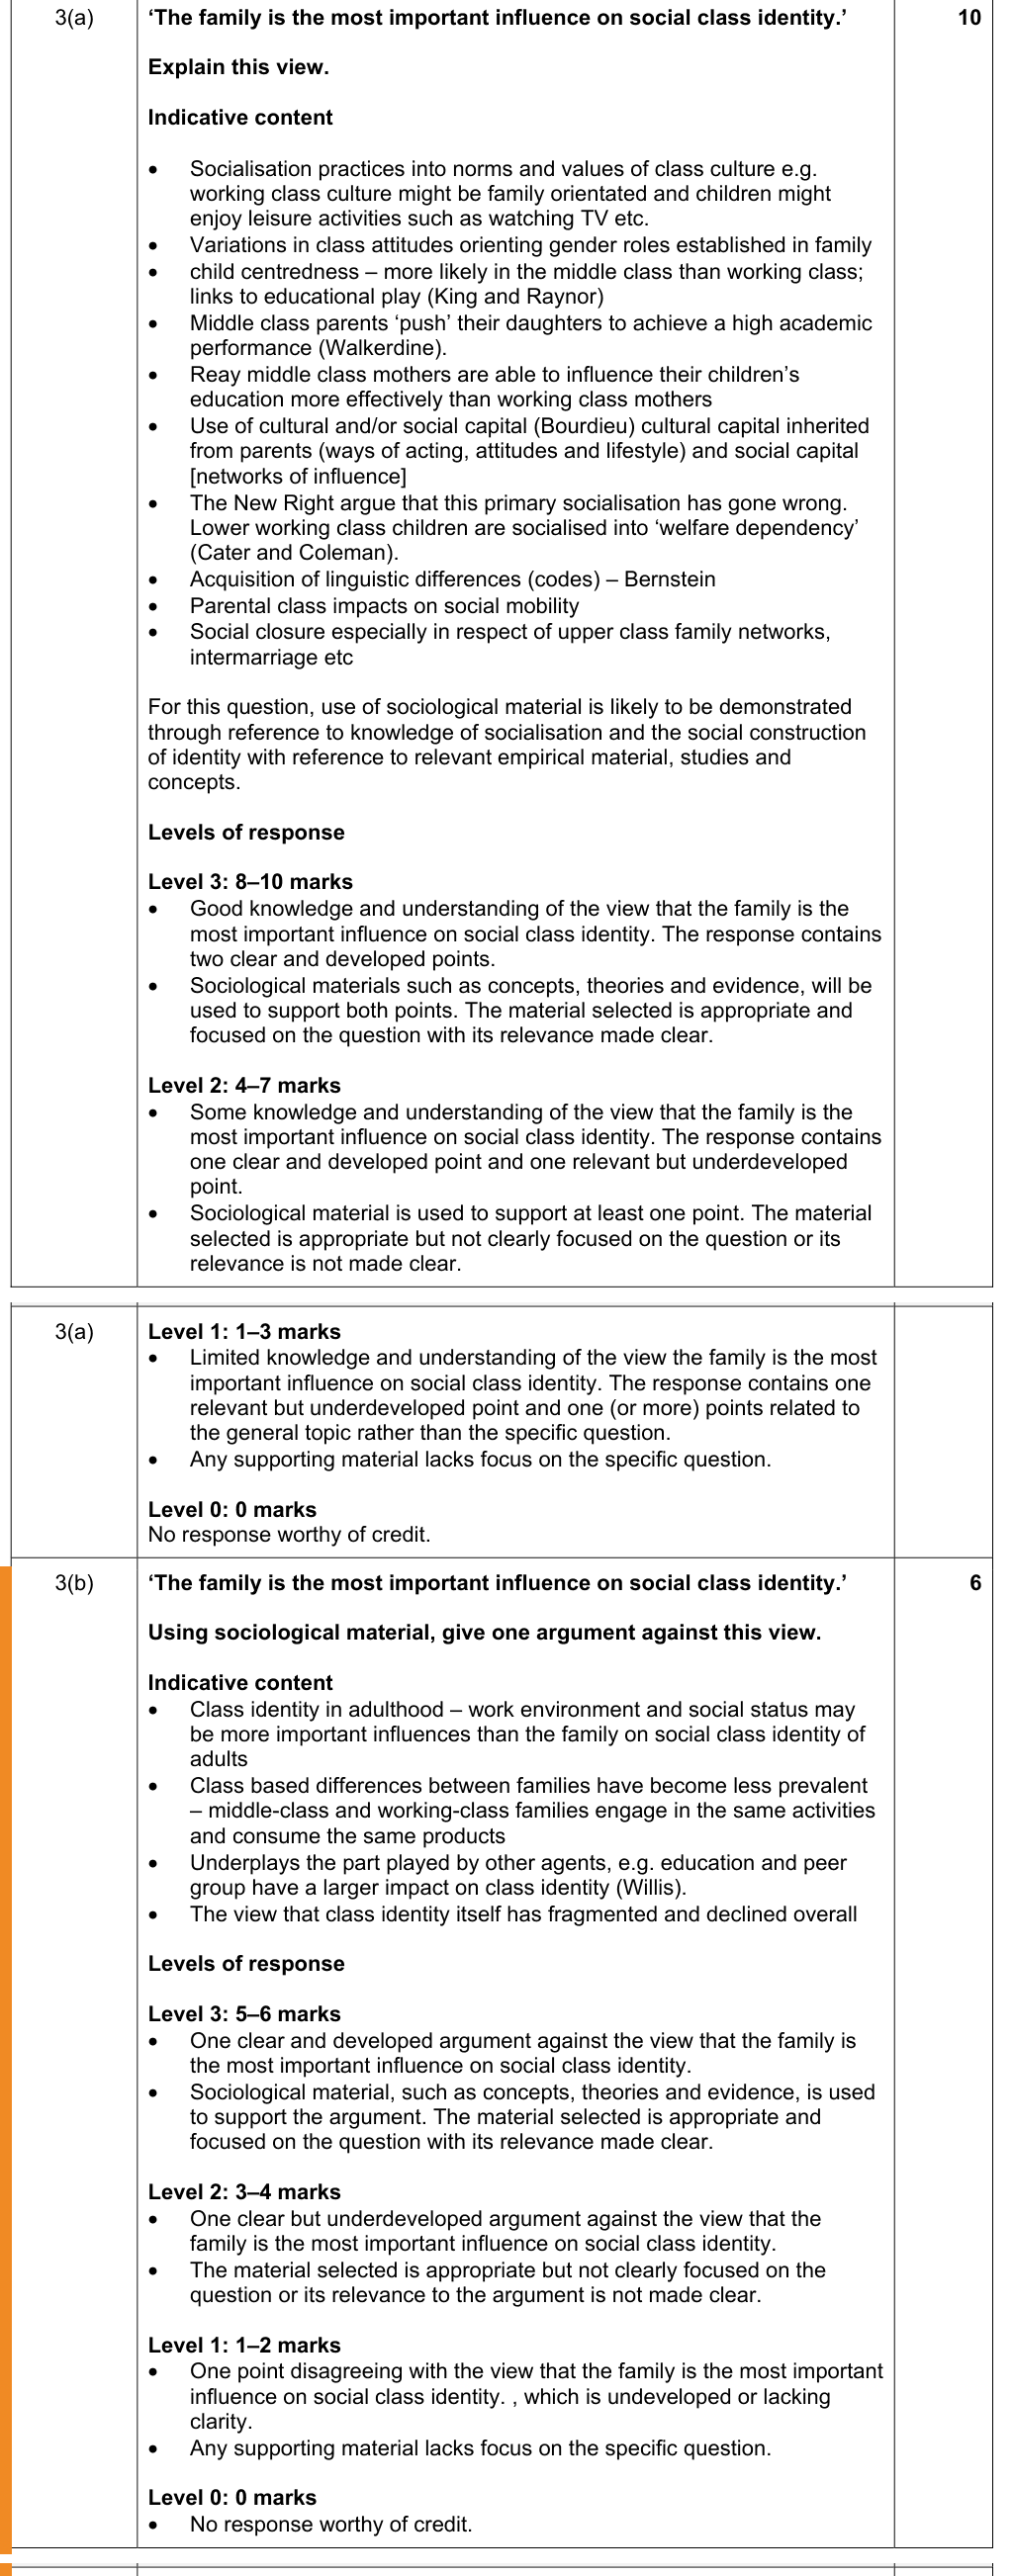 3(a)
‘The family is the most important influence on social class identity.’
10
Explain this view.
Indicative content
• Socialisation practices into norms and values of class culture e.g.
working class culture might be family orientated and children might
enjoy leisure activities such as watching TV etc.
• Variations in class attitudes orienting gender roles established in family
• child centredness – more likely in the middle class than working class;
links to educational play (King and Raynor)
• Middle class parents ‘push’ their daughters to achieve a high academic
performance (Walkerdine).
• Reay middle class mothers are able to influence their children’s
education more effectively than working class mothers
• Use of cultural and/or social capital (Bourdieu) cultural capital inherited
from parents (ways of acting, attitudes and lifestyle) and social capital
[networks of influence]
• The New Right argue that this primary socialisation has gone wrong.
Lower working class children are socialised into ‘welfare dependency’
(Cater and Coleman).
• Acquisition of linguistic differences (codes) – Bernstein
• Parental class impacts on social mobility
• Social closure especially in respect of upper class family networks,
intermarriage etc
For this question, use of sociological material is likely to be demonstrated
through reference to knowledge of socialisation and the social construction
of identity with reference to relevant empirical material, studies and
concepts.
Levels of response
Level 3: 8–10 marks
• Good knowledge and understanding of the view that the family is the
most important influence on social class identity. The response contains
two clear and developed points.
• Sociological materials such as concepts, theories and evidence, will be
used to support both points. The material selected is appropriate and
focused on the question with its relevance made clear.
Level 2: 4–7 marks
• Some knowledge and understanding of the view that the family is the
most important influence on social class identity. The response contains
one clear and developed point and one relevant but underdeveloped
point.
• Sociological material is used to support at least one point. The material
selected is appropriate but not clearly focused on the question or its
relevance is not made clear.
3(a)
Level 1: 1–3 marks
• Limited knowledge and understanding of the view the family is the most
important influence on social class identity. The response contains one
relevant but underdeveloped point and one (or more) points related to
the general topic rather than the specific question.
• Any supporting material lacks focus on the specific question.
Level 0: 0 marks
No response worthy of credit.
3(b)
‘The family is the most important influence on social class identity.’
6
Using sociological material, give one argument against this view.
Indicative content
• Class identity in adulthood – work environment and social status may
be more important influences than the family on social class identity of
adults
• Class based differences between families have become less prevalent
– middle-class and working-class families engage in the same activities
and consume the same products
• Underplays the part played by other agents, e.g. education and peer
group have a larger impact on class identity (Willis).
• The view that class identity itself has fragmented and declined overall
Levels of response
Level 3: 5–6 marks
• One clear and developed argument against the view that the family is
the most important influence on social class identity.
• Sociological material, such as concepts, theories and evidence, is used
to support the argument. The material selected is appropriate and
focused on the question with its relevance made clear.
Level 2: 3–4 marks
• One clear but underdeveloped argument against the view that the
family is the most important influence on social class identity.
• The material selected is appropriate but not clearly focused on the
question or its relevance to the argument is not made clear.
Level 1: 1–2 marks
• One point disagreeing with the view that the family is the most important
influence on social class identity. , which is undeveloped or lacking
clarity.
• Any supporting material lacks focus on the specific question.
Level 0: 0 marks
• No response worthy of credit.